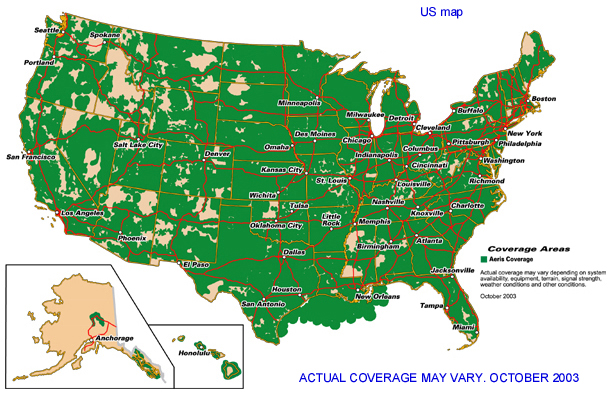 US map
Seattle
Spokane
Portland
Minneapolis
Boston
Milwaukee
Detroit
Buffalo
Cleveland
New York
Des Moines
Chicago
Pittsburgh
Philadelphia
Salt Lake City
Omaha
Columbus
Indianapolis
Washington
San Francisco
Denver
Cincinnati
Kansas City
St. Louis
Louisville
Richmond
Wichita
Nashville
Tulsa
Los Angeles
Knoxville
Charlotte
Oklahoma City
Little
Rock
Memphis
Phoenix
Birmingham
Atlanta
Dallas
El Paso
Jacksonville
Houston
New Orleans
San Antonio
Tampa
Miami
Anchorage
Honolulu
Coverage Areas
Aeris Coverage
Actual coverage may vary depending on system
availability, equipment, terrain, signal strength,
weather conditions and other conditions.
October 2003
ACTUAL COVERAGE MAY VARY. OCTOBER 2003